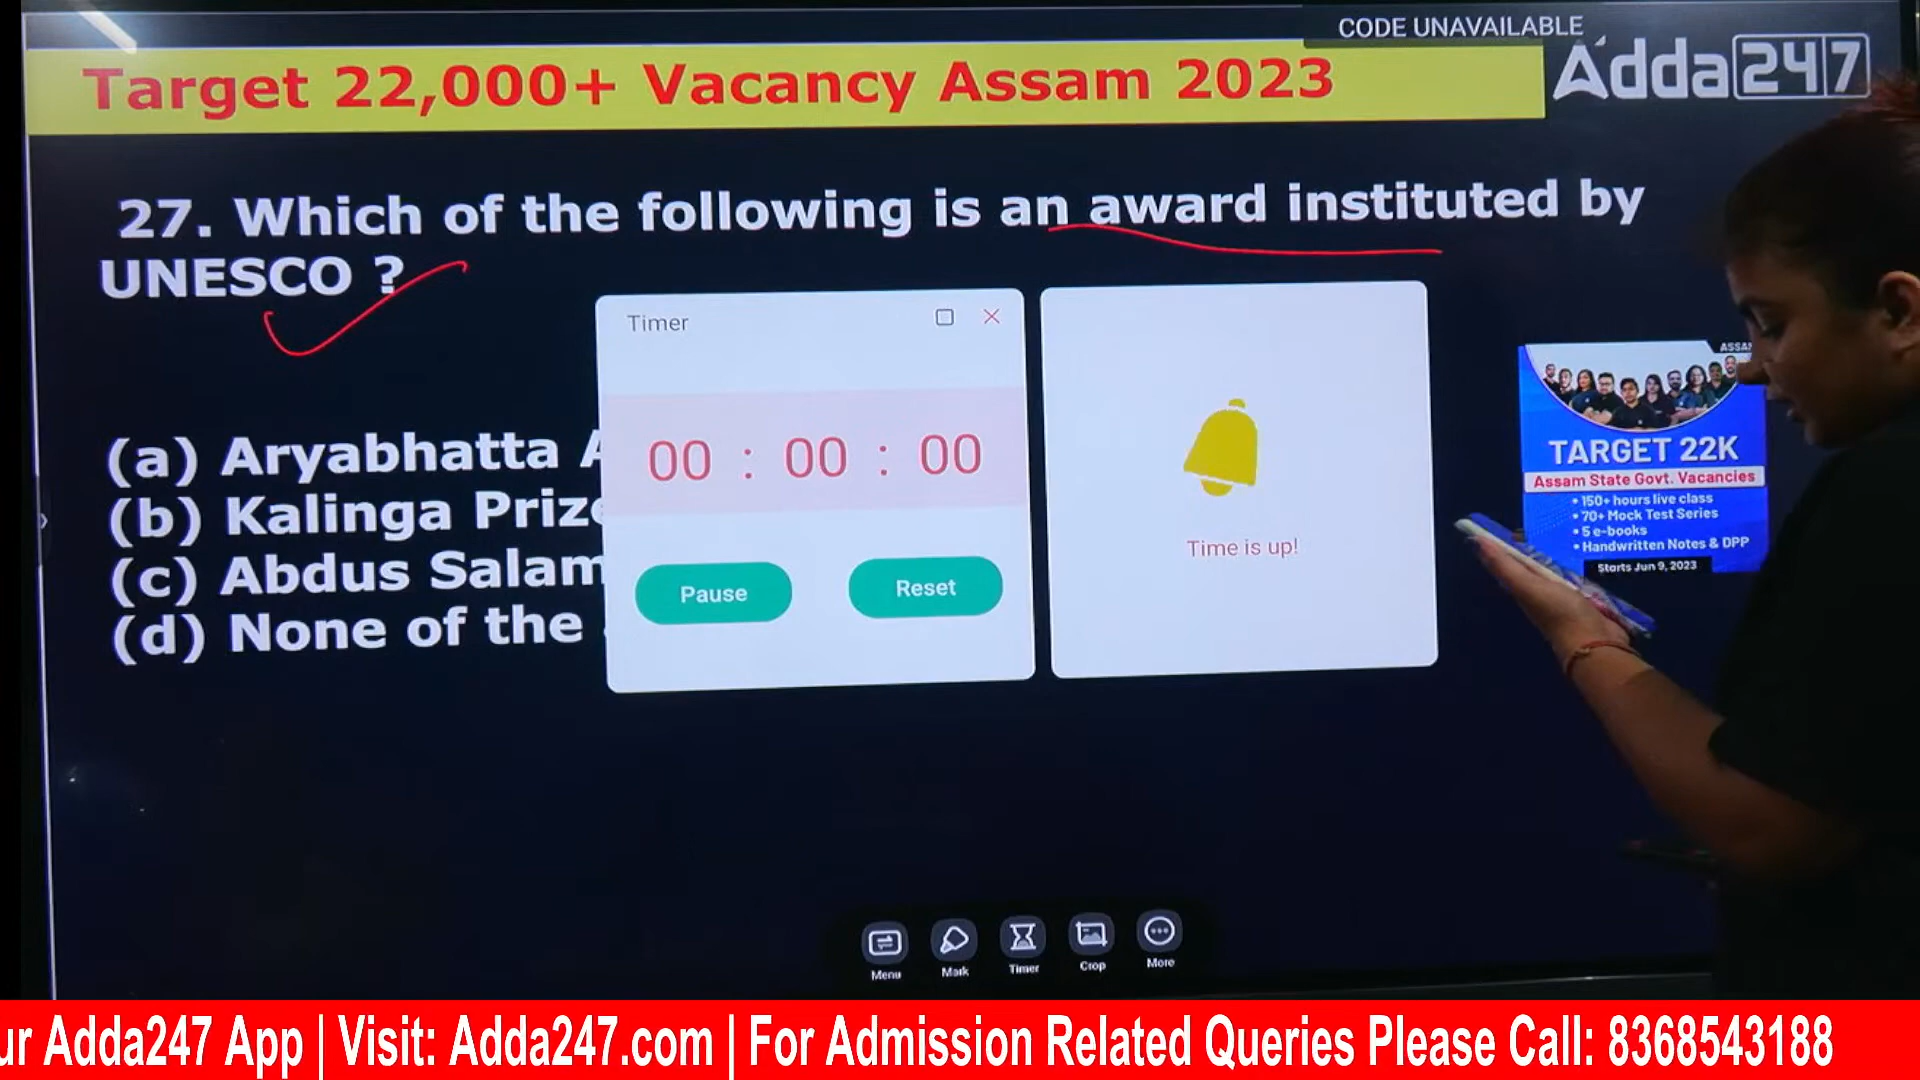 CODE UNAVAILABLE
Target 22,000+ Vacancy Assam 2023
Adda247
27. Which of the following is an award instituted by
UNESCO ?
Timer
00 : 00 : 00
Pause
Reset
Time is up!
(a) Aryabhatta
(b) Kalinga Prize
(c) Abdus Salam
(d) None of the
ASSAM
TARGET 22K
Assam State Govt. Vacancies
• 150+ hours live class
• 70+ Mock Test Series
• 5 e-books
• Handwritten Notes & DPP
Starts Jun 9, 2023
Menu
Mark
Timer
Crop
More
ur Adda247 App | Visit: Adda247.com | For Admission Related Queries Please Call: 8368543188